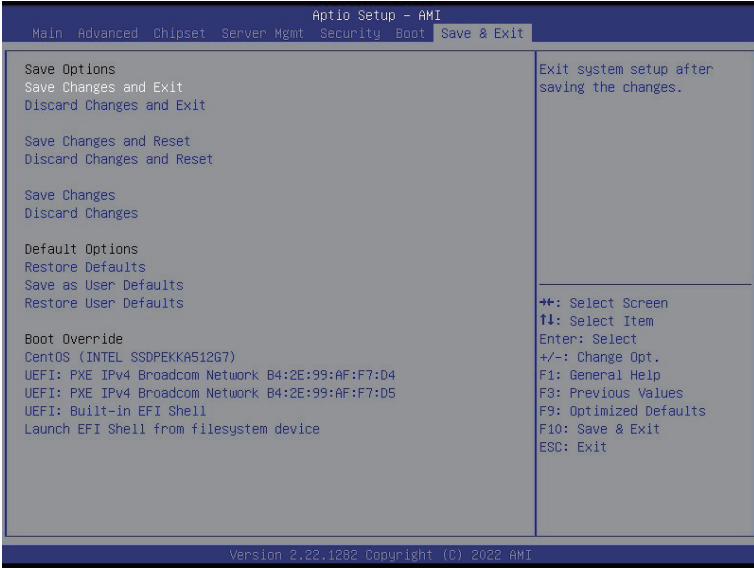 Aptio Setup – AMI
Main Advanced Chipset Server Mgmt Security Boot Save & Exit
Save Options
Save Changes and Exit
Discard Changes and Exit
Save Changes and Reset
Discard Changes and Reset
Save Changes
Discard Changes
Default Options
Restore Defaults
Save as User Defaults
Restore User Defaults
Boot Override
CentOS (INTEL SSDPEKKA512G7)
UEFI: PXE IPv4 Broadcom Network B4:2E:99:AF:F7:D4
UEFI: PXE IPv4 Broadcom Network B4:2E:99:AF:F7:D5
UEFI: Built-in EFI Shell
Launch EFI Shell from filesystem device
Exit system setup after
saving the changes.
→←: Select Screen
↑↓: Select Item
Enter: Select
+/-: Change Opt.
F1: General Help
F3: Previous Values
F9: Optimized Defaults
F10: Save & Exit
ESC: Exit
Version 2.22.1282 Copyright (C) 2022 AMI